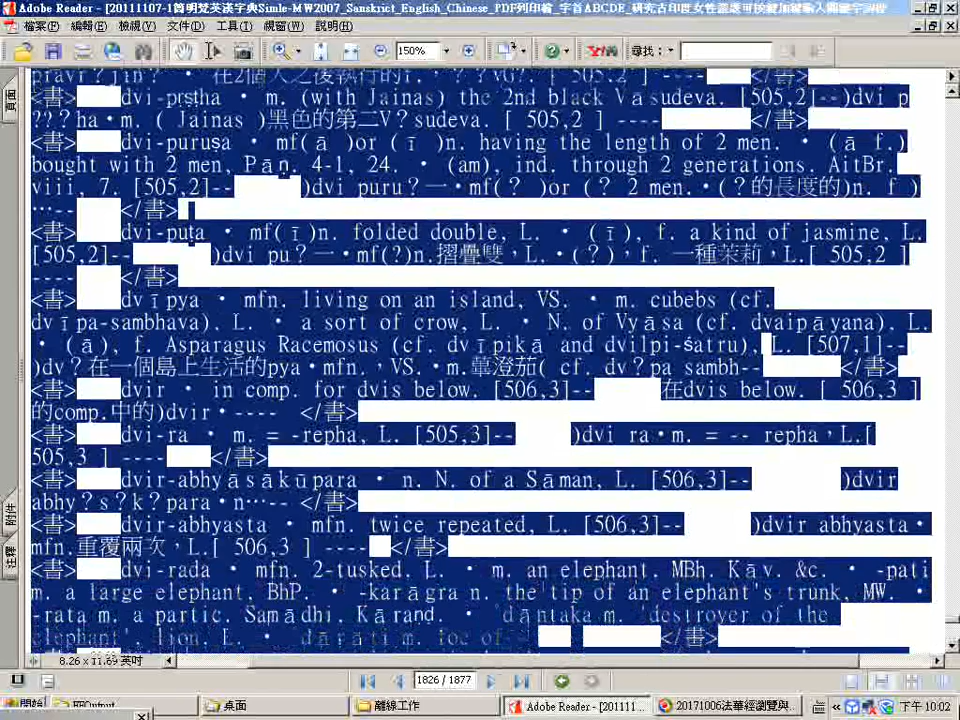 Adobe Reader - [20111107-1簡明梵英漢字典Simle-MW2007_Sanskrit_English_Chinese_PDF列印檔_字首ABCDE_研究古印度女性
檔案(F) 編輯(E) 檢視(V) 文件(D) 工具(T) 視窗(W) 說明(H)
150% 尋找:
頁面
<書> dvi-pṛṣṭha • m. (with Jainas) the 2nd black Vāsudeva. [505,2]--)dvi p
???ha•m. ( Jainas )黑色的第二V?sudeva. [ 505,2 ] ---- </書>
<書> dvi-puruṣa • mf(ā )or (ī )n. having the length of 2 men. • (ā f.)
bought with 2 men, Pāṇ. 4-1, 24. • (am), ind. through 2 generations. AitBr.
viii, 7. [505,2]-- )dvi puru?一•mf(? )or (? 2 men.•(?的長度的)n. f )
…-- </書>
<書> dvi-puṭa • mf(ī)n. folded double, L. • (ī), f. a kind of jasmine, L.
[505,2]-- )dvi pu?一•mf(?)n.摺疊雙,L.•(?),f. 一種茉莉,L.[ 505,2 ]
---- </書>
<書> dvīpya • mfn. living on an island, VS. • m. cubebs (cf.
dvīpa-sambhava), L. • a sort of crow, L. • N. of Vyāsa (cf. dvaipāyana), L.
• (ā), f. Asparagus Racemosus (cf. dvīpikā and dvīlpi-śatru), L. [507,1]--
)dv?在一個島上生活的pya•mfn.,VS.•m.蓽澄茄( cf. dv?pa sambh-- </書>
<書> dvir • in comp. for dvis below. [506,3]-- 在dvis below. [ 506,3 ]
的comp.中的)dvir•---- </書>
<書> dvi-ra • m. = -repha, L. [505,3]-- )dvi ra•m. = -- repha,L.[
505,3 ] ---- </書>
<書> dvir-abhyāsākūpara • n. N. of a Sāman, L. [506,3]-- )dvir
abhy?s?k?para•n…-- </書>
<書> dvir-abhyasta • mfn. twice repeated, L. [506,3]-- )dvir abhyasta•
mfn.重覆兩次,L.[ 506,3 ] ---- </書>
<書> dvi-rada • mfn. 2-tusked. L. • m. an elephant. MBh. Kāv. &c. • -pati
m. a large elephant, BhP. • -karāgra n. the tip of an elephant's trunk, MW. •
-rata m. a partic. Samādhi. Kāraṇḍ. • 'dāntaka m. 'destroyer of the
elephant'. lion. L. • 'dārāti m. foe of </書>
附件
註釋
8.26 x 11.69 英吋
1826 / 1877
開始 桌面 離線工作 Adobe Reader - [201111... 20171006法華經瀏覽與... 下午 10:02